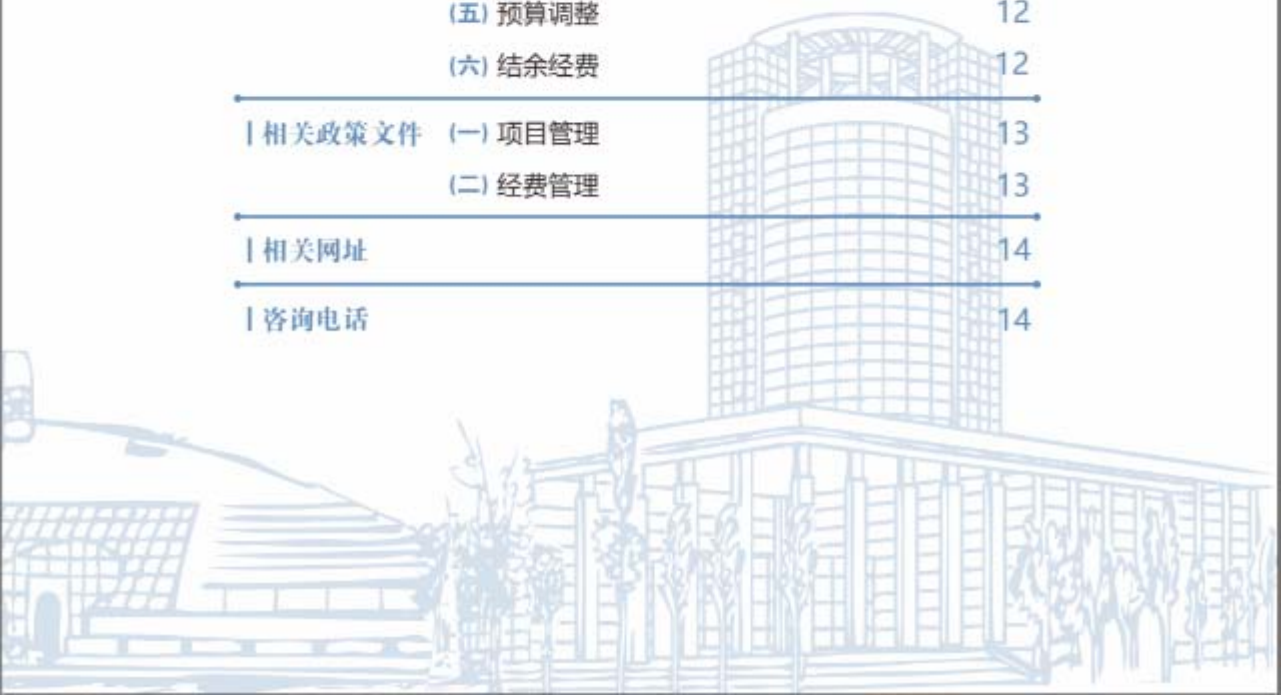 (五) 预算调整 12
(六) 结余经费 12
相关政策文件 (一) 项目管理 13
(二) 经费管理 13
相关网址 14
咨询电话 14